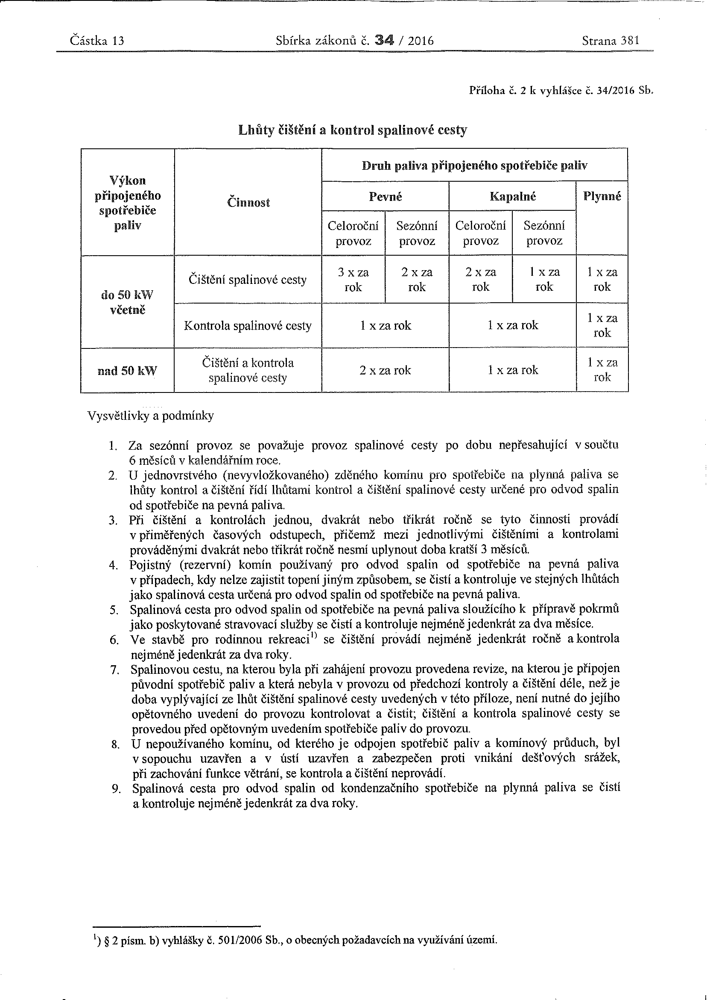 Částka 13 Sbírka zákonů č. 34 / 2016 Strana 381
Příloha č. 2 k vyhlášce č. 34/2016 Sb.
Lhůty čištění a kontrol spalinové cesty
Výkon
připojeného
spotřebiče
paliv
Činnost
Druh paliva připojeného spotřebiče paliv
Pevné Kapalné Plynné
Celoroční Sezónní Celoroční Sezónní
provoz provoz provoz provoz
do 50 kW
včetně
Čištění spalinové cesty
3 x za 2 x za 2 x za 1 x za 1 x za
rok rok rok rok rok
Kontrola spalinové cesty 1 x za rok 1 x za rok 1 x za
rok
nad 50 kW
Čištění a kontrola
spalinové cesty
2 x za rok 1 x za rok 1 x za
rok
Vysvětlivky a podmínky
1. Za sezónní provoz se považuje provoz spalinové cesty po dobu nepřesahující v součtu
6 měsíců v kalendářním roce.
2. U jednovrstvého (nevyvložkovaného) zděného komínu pro spotřebiče na plynná paliva se
lhůty kontrol a čištění řídí lhůtami kontrol a čištění spalinové cesty určené pro odvod spalin
od spotřebiče na pevná paliva.
3. Při čištění a kontrolách jednou, dvakrát nebo třikrát ročně se tyto činnosti provádí
v přiměřených časových odstupech, přičemž mezi jednotlivými čištěními a kontrolami
prováděnými dvakrát nebo třikrát ročně nesmí uplynout doba kratší 3 měsíců.
4. Pojistný (rezervní) komín používaný pro odvod spalin od spotřebiče na pevná paliva
v případech, kdy nelze zajistit topení jiným způsobem, se čistí a kontroluje ve stejných lhůtách
jako spalinová cesta určená pro odvod spalin od spotřebiče na pevná paliva.
5. Spalinová cesta pro odvod spalin od spotřebiče na pevná paliva sloužícího k přípravě pokrmů
jako poskytované stravovací služby se čistí a kontroluje nejméně jedenkrát za dva měsíce.
6. Ve stavbě pro rodinnou rekreaci1) se čištění provádí nejméně jedenkrát ročně a kontrola
nejméně jedenkrát za dva roky.
7. Spalinovou cestu, na kterou byla při zahájení provozu provedena revize, na kterou je připojen
původní spotřebič paliv a která nebyla v provozu od předchozí kontroly a čištění déle, než je
doba vyplývající ze lhůt čištění spalinové cesty uvedených v této příloze, není nutné do jejího
opětovného uvedení do provozu kontrolovat a čistit; čištění a kontrola spalinové cesty se
provedou před opětovným uvedením spotřebiče paliv do provozu.
8. U nepoužívaného komínu, od kterého je odpojen spotřebič paliv a komínový průduch, byl
v sopouchu uzavřen a v ústí uzavřen a zabezpečen proti vnikání dešťových srážek,
při zachování funkce větrání, se kontrola a čištění neprovádí.
9. Spalinová cesta pro odvod spalin od kondenzačního spotřebiče na plynná paliva se čistí
a kontroluje nejméně jedenkrát za dva roky.
1) § 2 písm. b) vyhlášky č. 501/2006 Sb., o obecných požadavcích na využívání území.